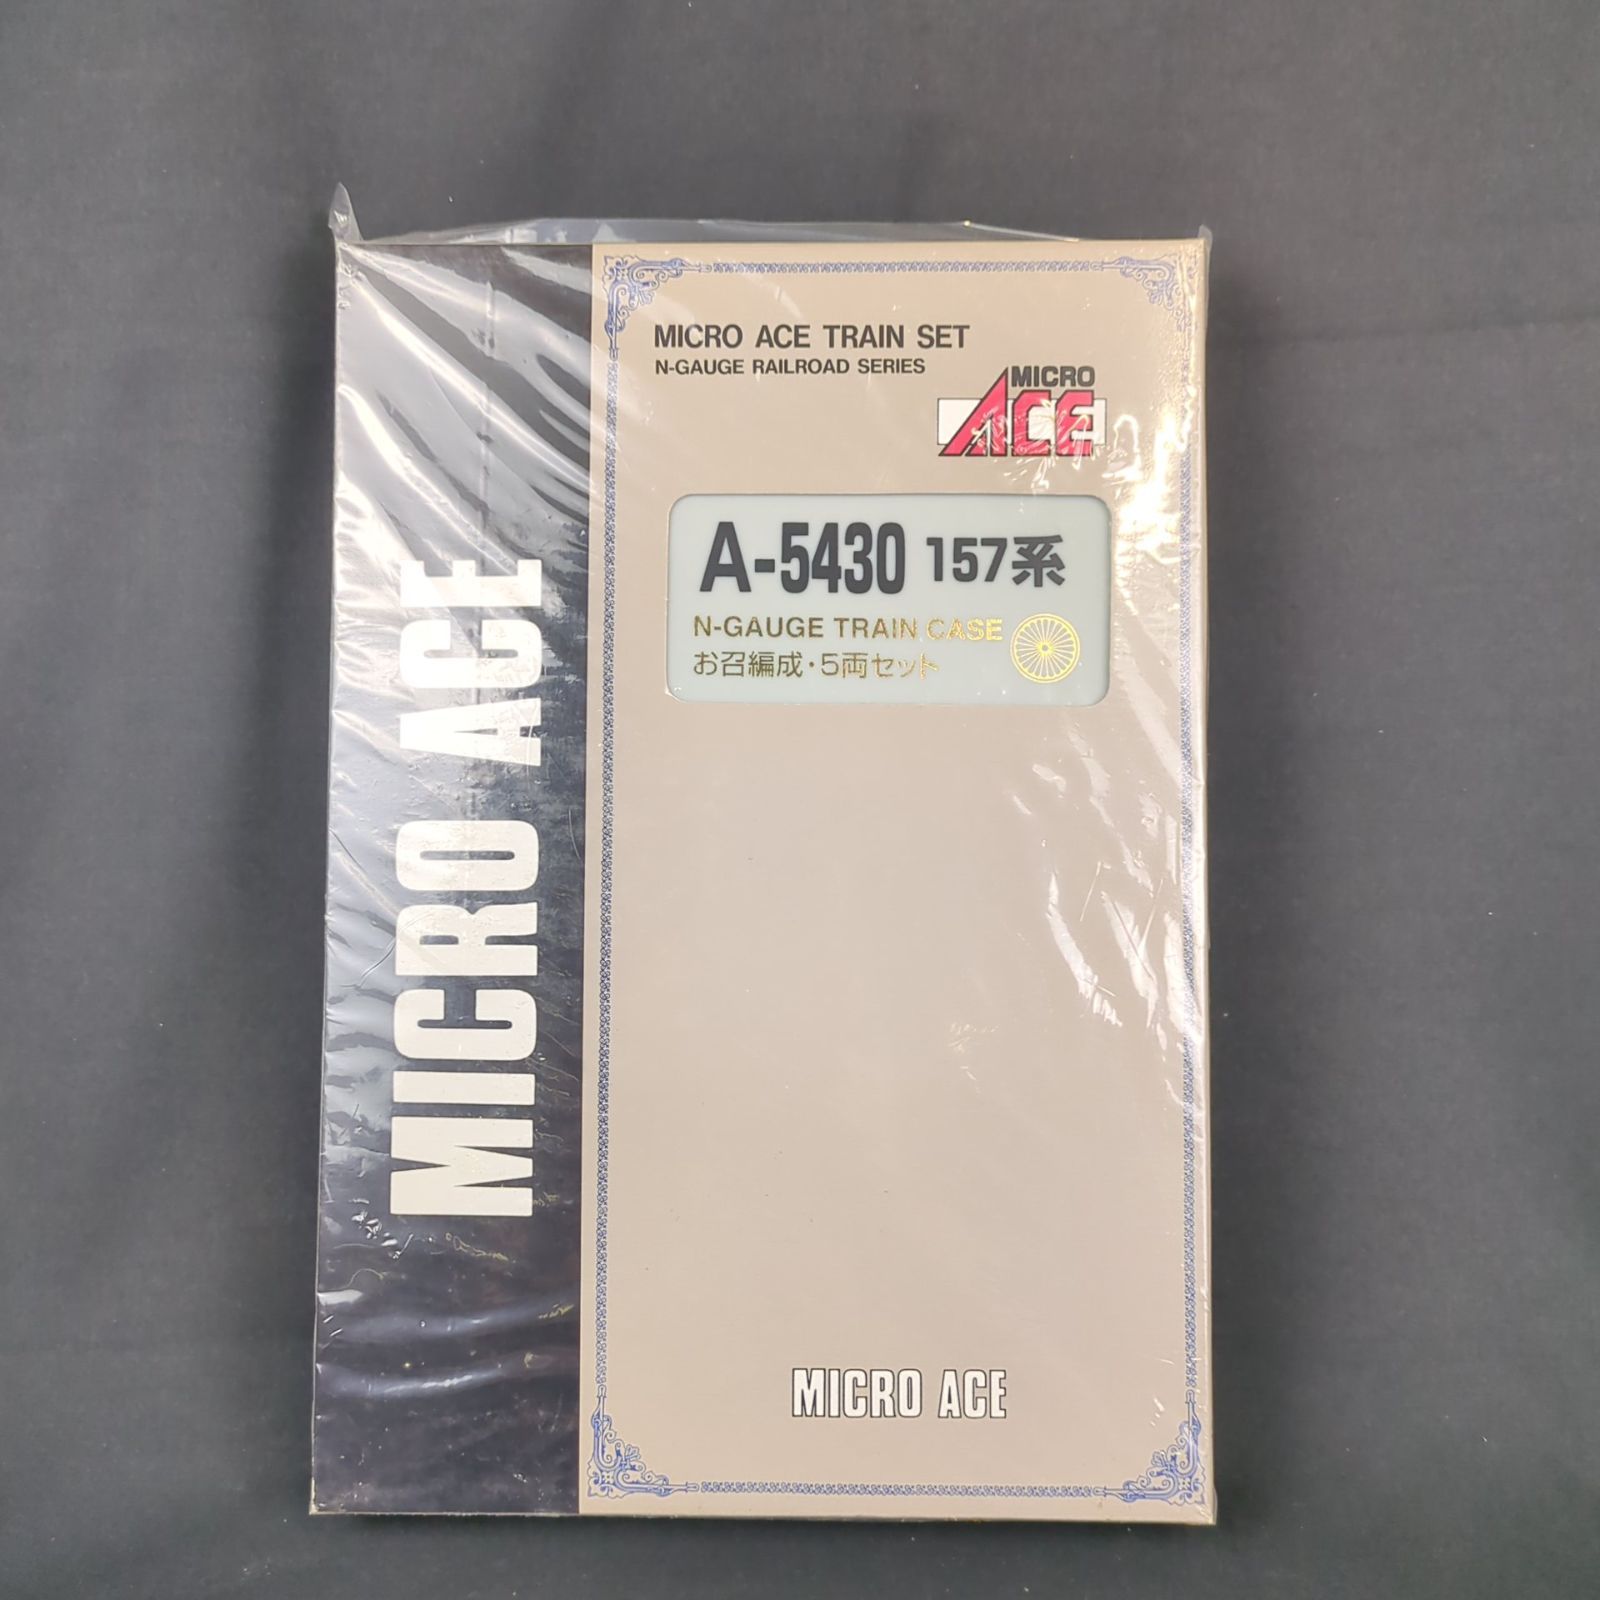 MICRO ACE
MICRO ACE TRAIN SET
N-GAUGE RAILROAD SERIES
MICRO
ACE
A-5430 157系
N-GAUGE TRAIN CASE
お召編成・5両セット
MICRO ACE